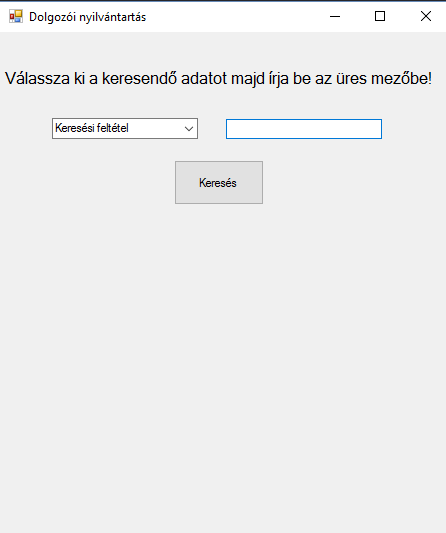 Dolgozói nyilvántartás
Válassza ki a keresendő adatot majd írja be az üres mezőbe!
Keresési feltétel
Keresés